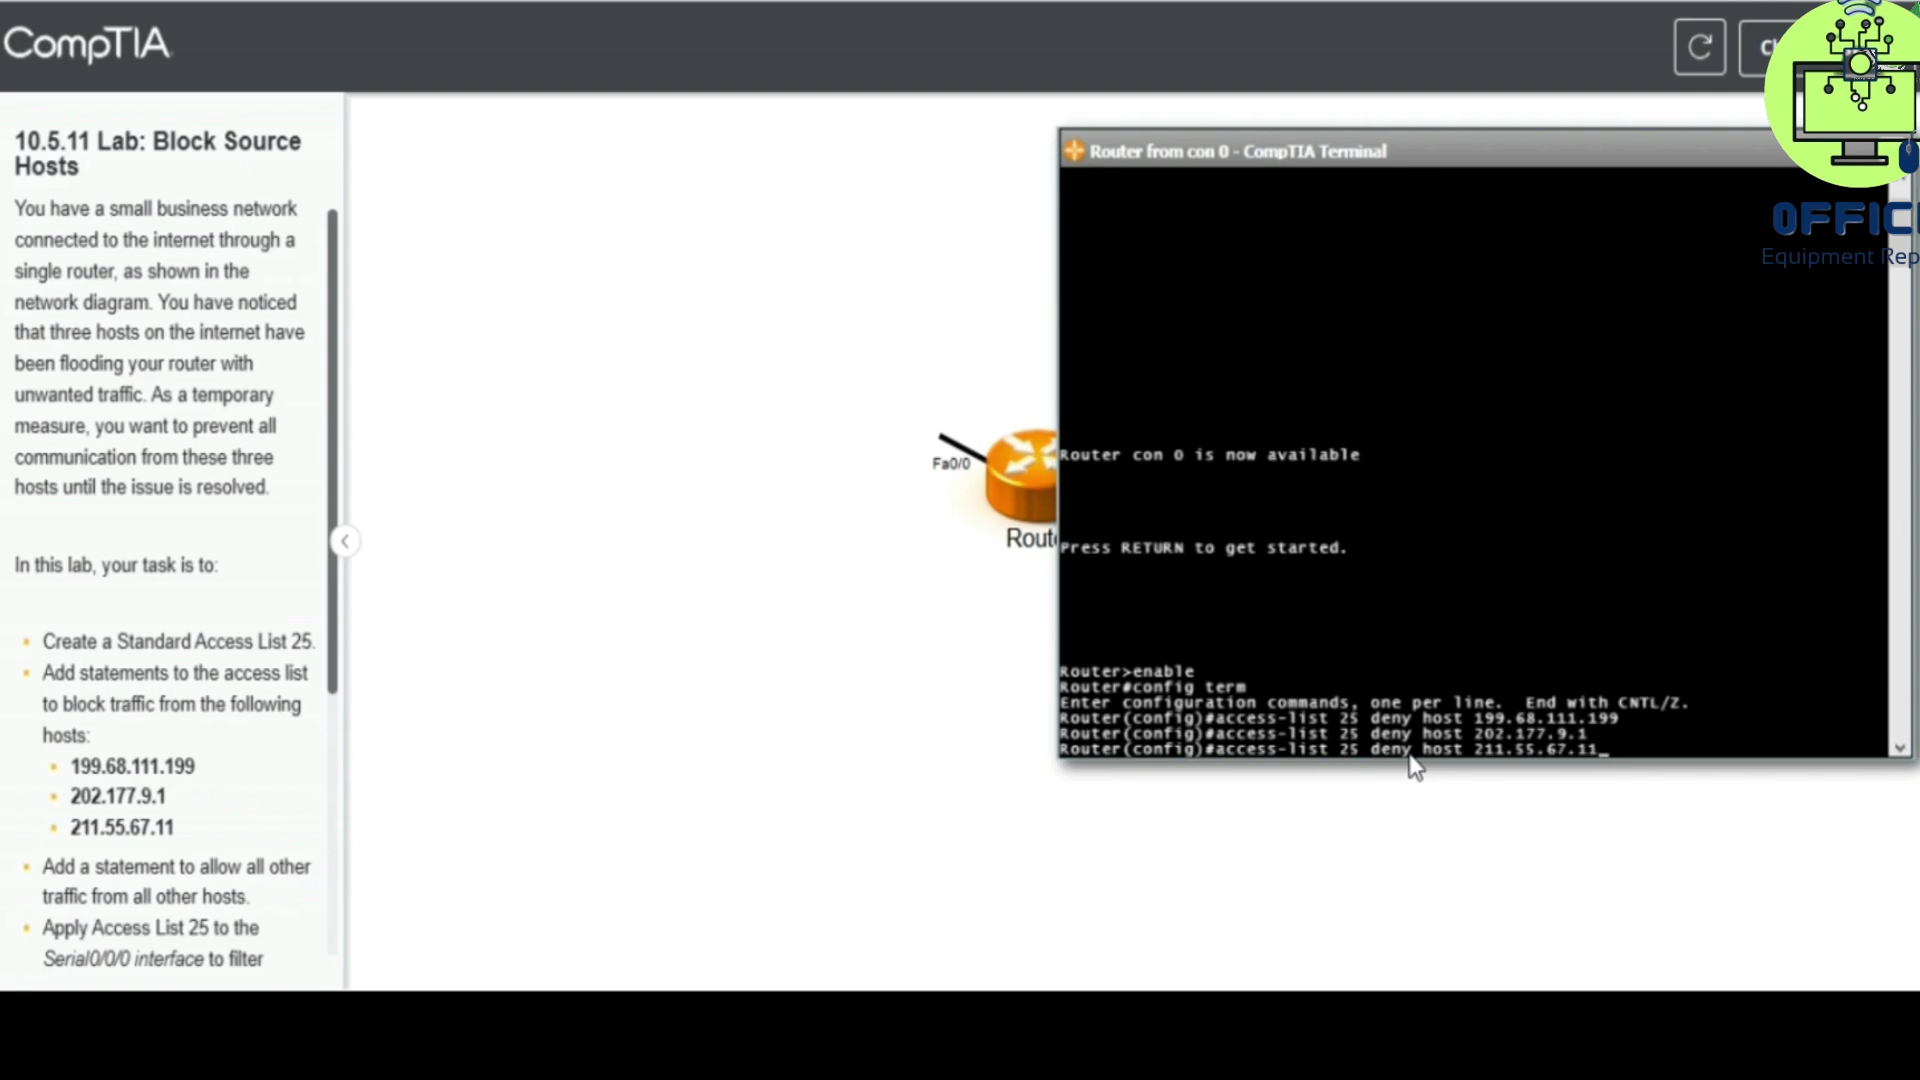 CompTIA
10.5.11 Lab: Block Source
Hosts
You have a small business network
connected to the internet through a
single router, as shown in the
network diagram. You have noticed
that three hosts on the internet have
been flooding your router with
unwanted traffic. As a temporary
measure, you want to prevent all
communication from these three
hosts until the issue is resolved.
In this lab, your task is to:
Create a Standard Access List 25.
Add statements to the access list
to block traffic from the following
hosts:
199.68.111.199
202.177.9.1
211.55.67.11
Add a statement to allow all other
traffic from all other hosts.
Apply Access List 25 to the
Serial0/0/0 interface to filter
Fa0/0
Route
Router from con 0 - CompTIA Terminal
Router con 0 is now available
Press RETURN to get started.
Router>enable
Router#config term
Enter configuration commands, one per line.  End with CNTL/Z.
Router(config)#access-list 25 deny host 199.68.111.199
Router(config)#access-list 25 deny host 202.177.9.1
Router(config)#access-list 25 deny host 211.55.67.11_
OFFIC
Equipment Rep